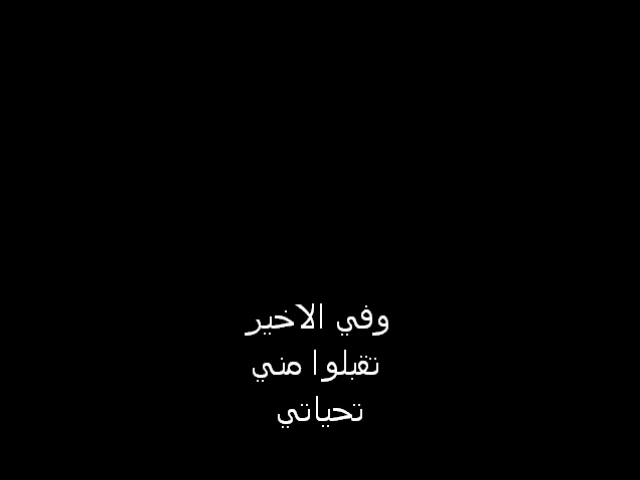 وفي الاخير
تقبلوا مني
تحياتي